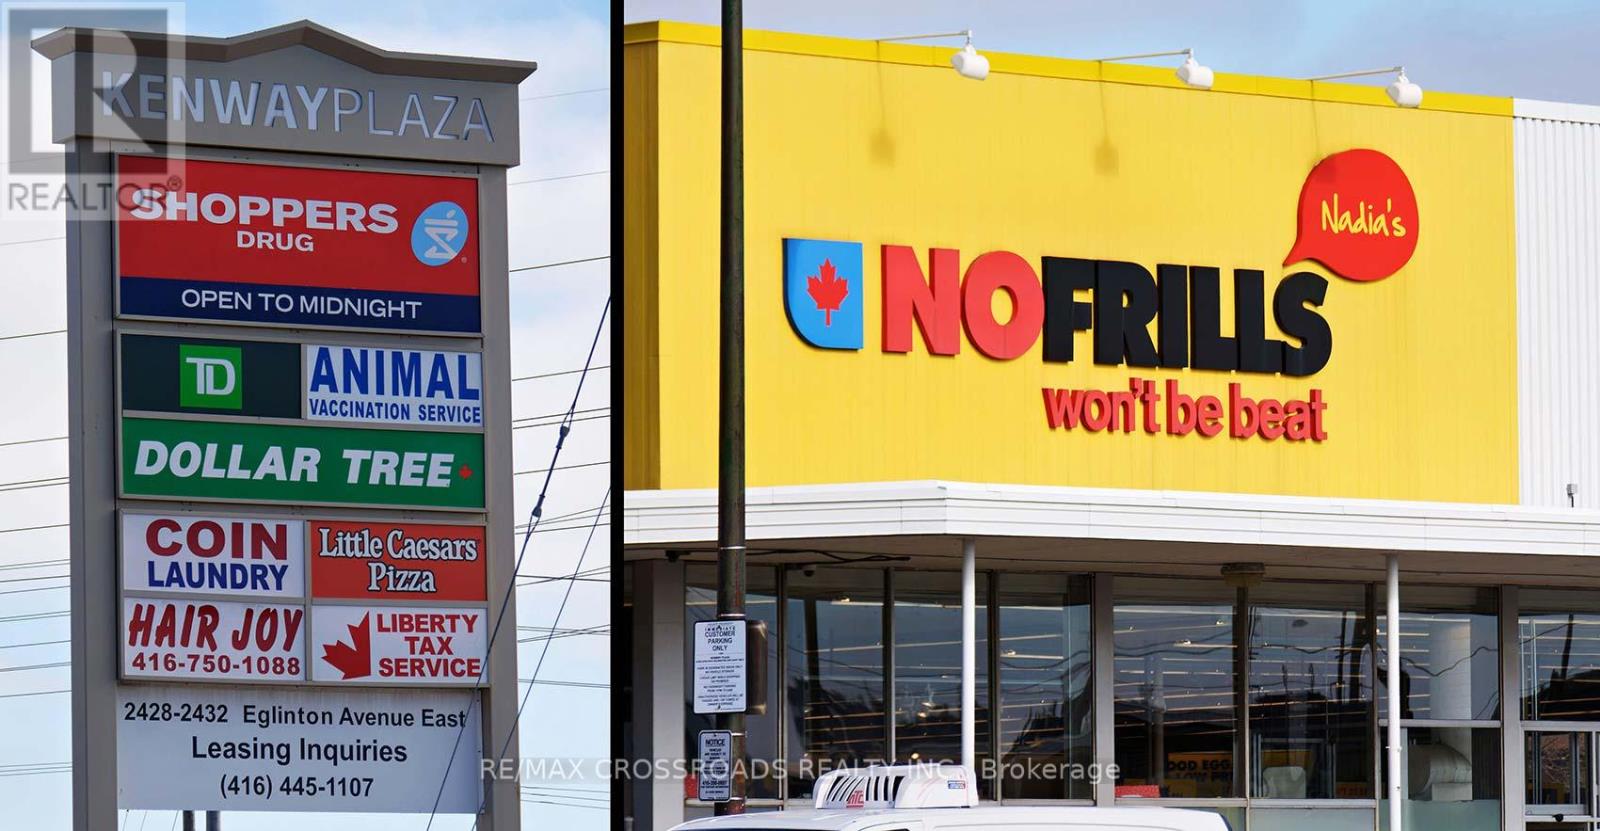 KENWAYPLAZA
REALTOR®
SHOPPERS
DRUG
OPEN TO MIDNIGHT
TD
ANIMAL
VACCINATION SERVICE
DOLLAR TREE
COIN
LAUNDRY
Little Caesars
Pizza
HAIR JOY
416-750-1088
LIBERTY
TAX
SERVICE
2428-2432 Eglinton Avenue East
Leasing Inquiries
(416) 445-1107
Nadia's
NOFRILLS
won't be beat
CUSTOMER
PARKING
ONLY
NOTICE
RE/MAX CROSSROADS REALTY INC., Brokerage